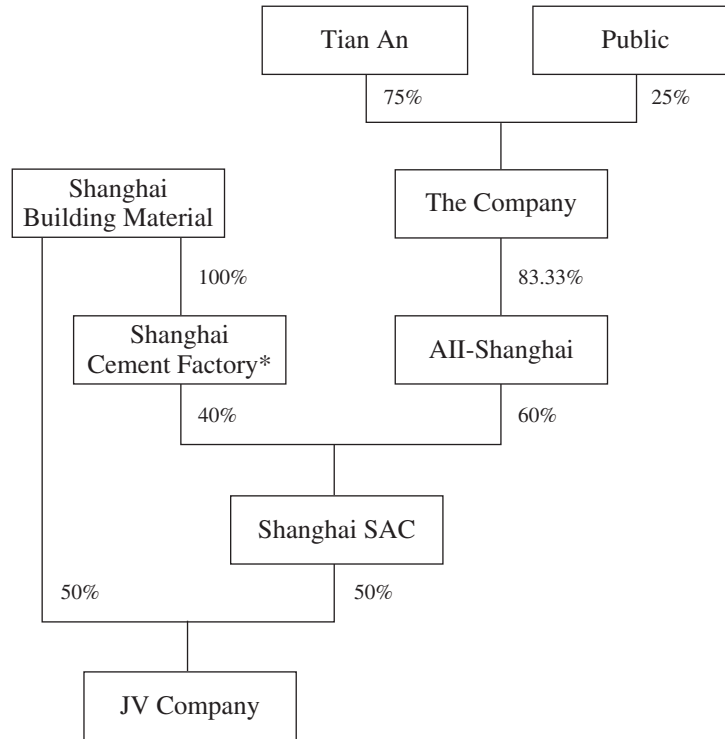 Tian An
Public
75%
25%
Shanghai
Building Material
The Company
100%
83.33%
Shanghai
Cement Factory*
AII-Shanghai
40%
60%
Shanghai SAC
50%
50%
JV Company